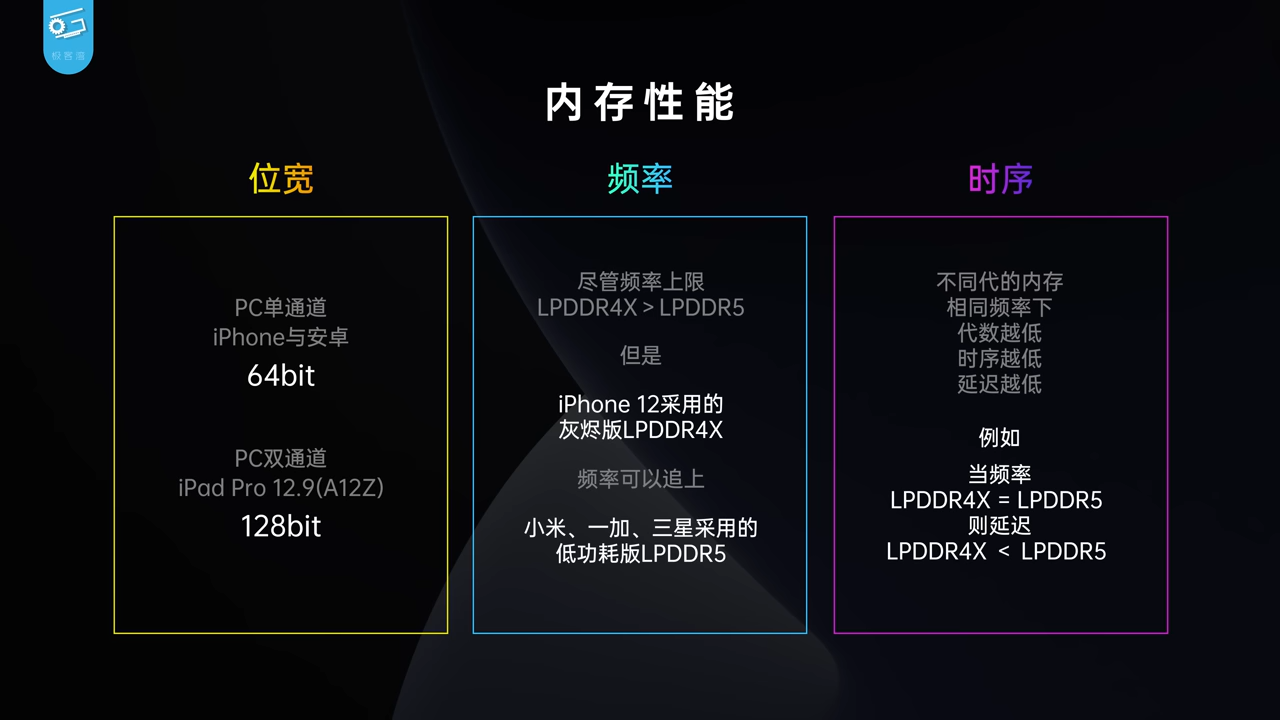 极客湾
内存性能
位宽
PC单通道
iPhone与安卓
64bit
PC双通道
iPad Pro 12.9(A12Z)
128bit
频率
尽管频率上限
LPDDR4X > LPDDR5
但是
iPhone 12采用的
灰烬版LPDDR4X
频率可以追上
小米、一加、三星采用的
低功耗版LPDDR5
时序
不同代的内存
相同频率下
代数越低
时序越低
延迟越低
例如
当频率
LPDDR4X = LPDDR5
则延迟
LPDDR4X < LPDDR5